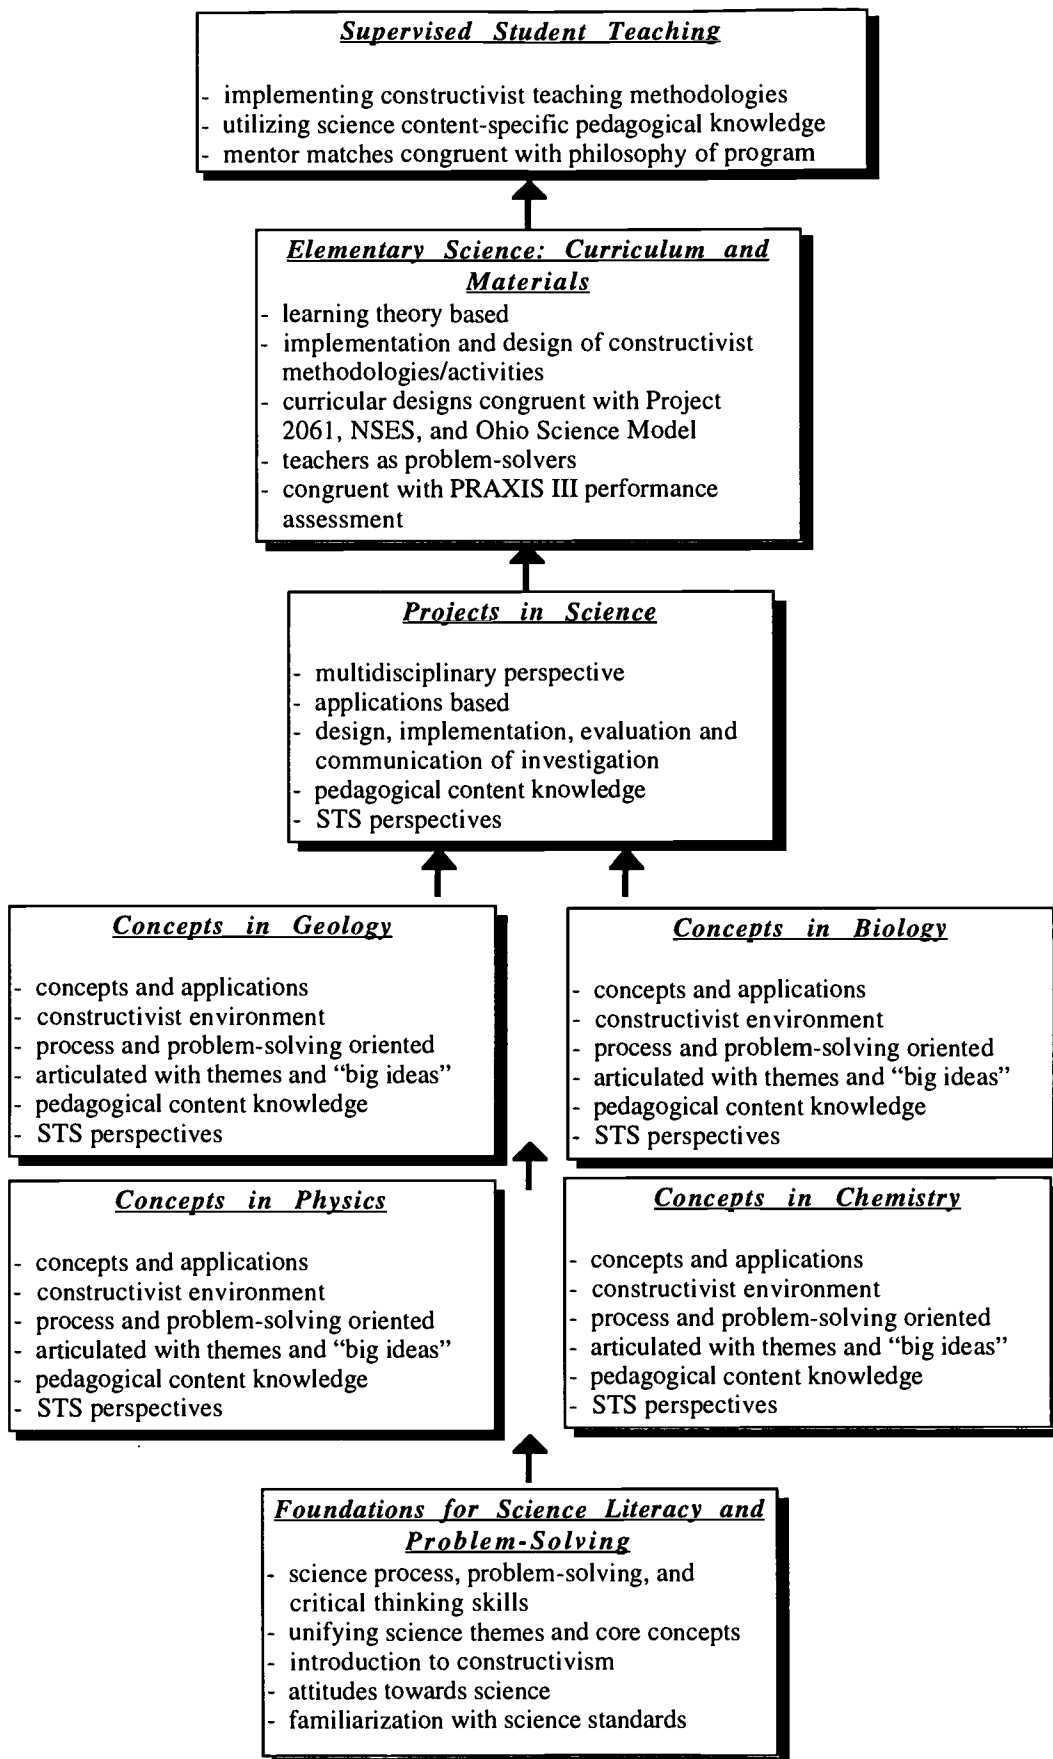 Supervised Student Teaching
- implementing constructivist teaching methodologies
- utilizing science content-specific pedagogical knowledge
- mentor matches congruent with philosophy of program
Elementary Science: Curriculum and
Materials
- learning theory based
- implementation and design of constructivist
methodologies/activities
- curricular designs congruent with Project
2061, NSES, and Ohio Science Model
- teachers as problem-solvers
- congruent with PRAXIS III performance
assessment
Projects in Science
- multidisciplinary perspective
- applications based
- design, implementation, evaluation and
communication of investigation
- pedagogical content knowledge
- STS perspectives
Concepts in Geology
- concepts and applications
- constructivist environment
- process and problem-solving oriented
- articulated with themes and “big ideas”
- pedagogical content knowledge
- STS perspectives
Concepts in Biology
- concepts and applications
- constructivist environment
- process and problem-solving oriented
- articulated with themes and “big ideas”
- pedagogical content knowledge
- STS perspectives
Concepts in Physics
- concepts and applications
- constructivist environment
- process and problem-solving oriented
- articulated with themes and “big ideas”
- pedagogical content knowledge
- STS perspectives
Concepts in Chemistry
- concepts and applications
- constructivist environment
- process and problem-solving oriented
- articulated with themes and “big ideas”
- pedagogical content knowledge
- STS perspectives
Foundations for Science Literacy and
Problem-Solving
- science process, problem-solving, and
critical thinking skills
- unifying science themes and core concepts
- introduction to constructivism
- attitudes towards science
- familiarization with science standards